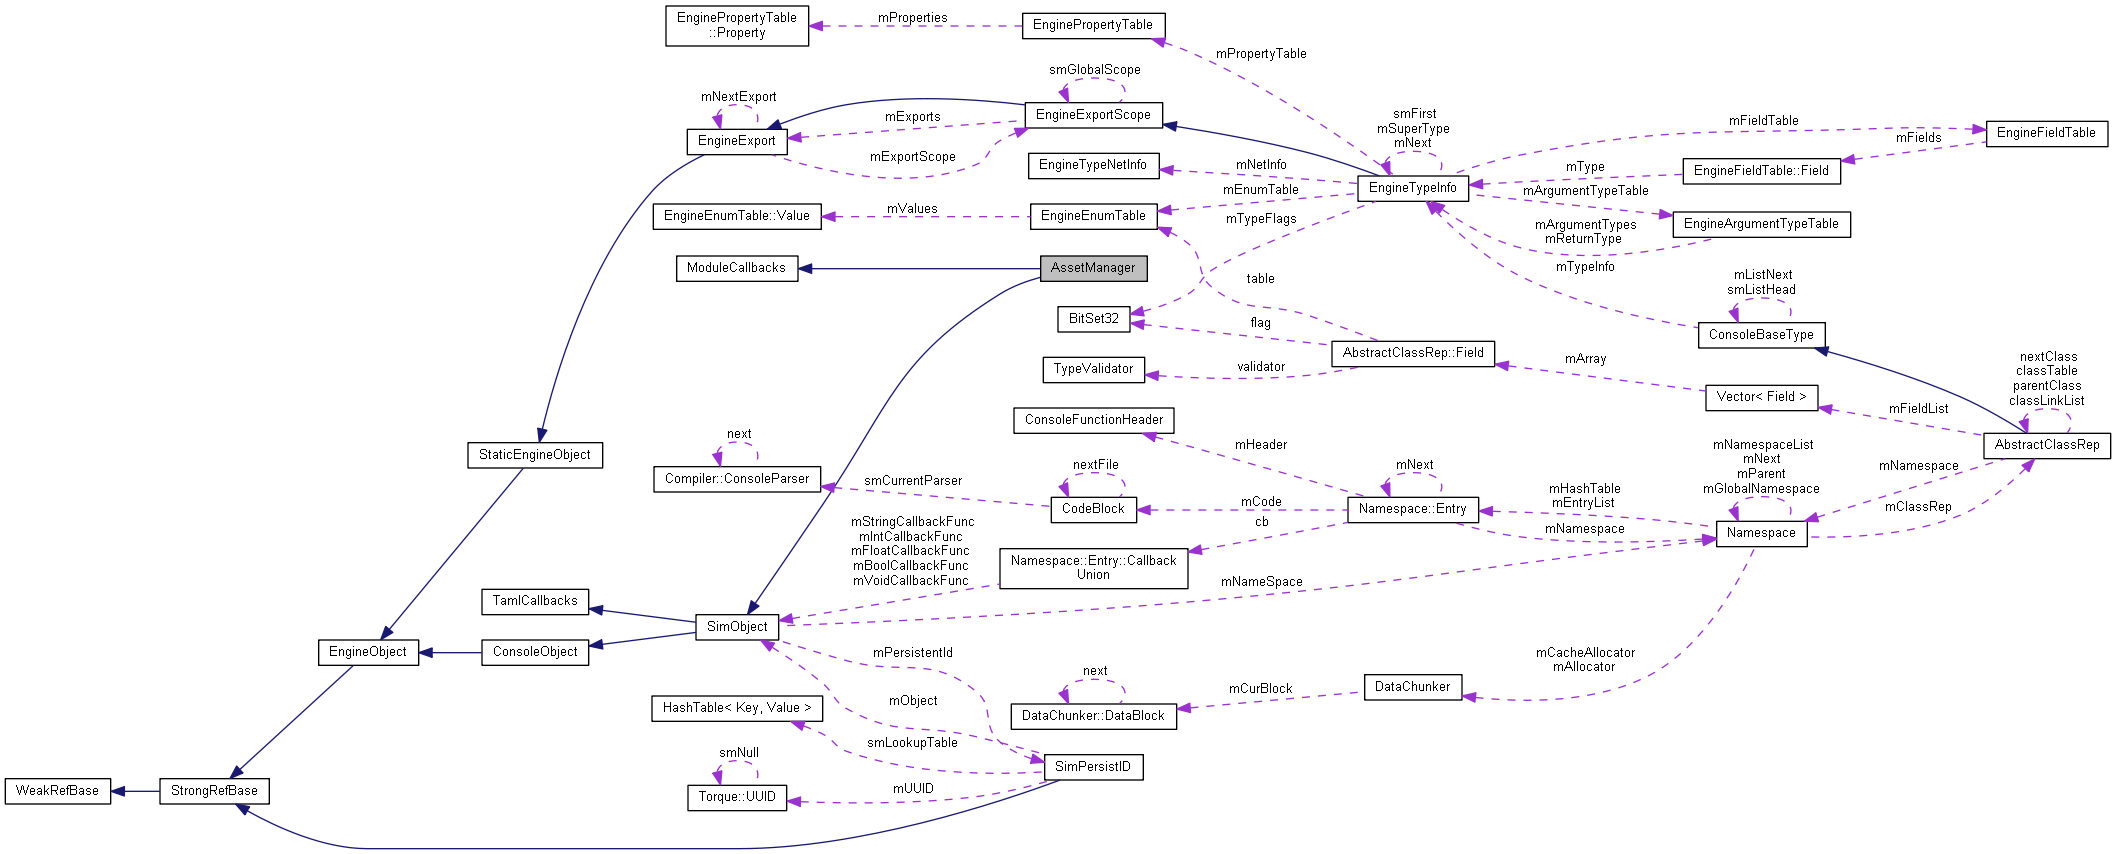 EnginePropertyTable
::Property
mProperties
EnginePropertyTable
mPropertyTable
smGlobalScope
mNextExport
EngineExportScope
mExports
EngineExport
mExportScope
smFirst
mSuperType
mNext
mFieldTable
EngineFieldTable
mFields
EngineTypeNetInfo
mNetInfo
mType
EngineFieldTable::Field
EngineTypeInfo
mEnumTable
mArgumentTypeTable
EngineEnumTable::Value
mValues
EngineEnumTable
mTypeFlags
mArgumentTypes
mReturnType
EngineArgumentTypeTable
ModuleCallbacks
AssetManager
table
mTypeInfo
mListNext
smListHead
BitSet32
flag
ConsoleBaseType
AbstractClassRep::Field
mArray
TypeValidator
validator
nextClass
classTable
parentClass
classLinkList
Vector< Field >
mFieldList
ConsoleFunctionHeader
mHeader
AbstractClassRep
next
StaticEngineObject
mNamespaceList
mNext
mParent
mGlobalNamespace
mNamespace
Compiler::ConsoleParser
smCurrentParser
nextFile
mNext
CodeBlock
mCode
Namespace::Entry
mHashTable
mEntryList
mClassRep
cb
mNamespace
Namespace
mStringCallbackFunc
mIntCallbackFunc
mFloatCallbackFunc
mBoolCallbackFunc
mVoidCallbackFunc
Namespace::Entry::Callback
Union
mNameSpace
TamlCallbacks
SimObject
EngineObject
ConsoleObject
mPersistentId
mCacheAllocator
mAllocator
mObject
next
mCurBlock
DataChunker
HashTable< Key, Value >
DataChunker::DataBlock
smLookupTable
smNull
SimPersistID
WeakRefBase
StrongRefBase
Torque::UUID
mUUID